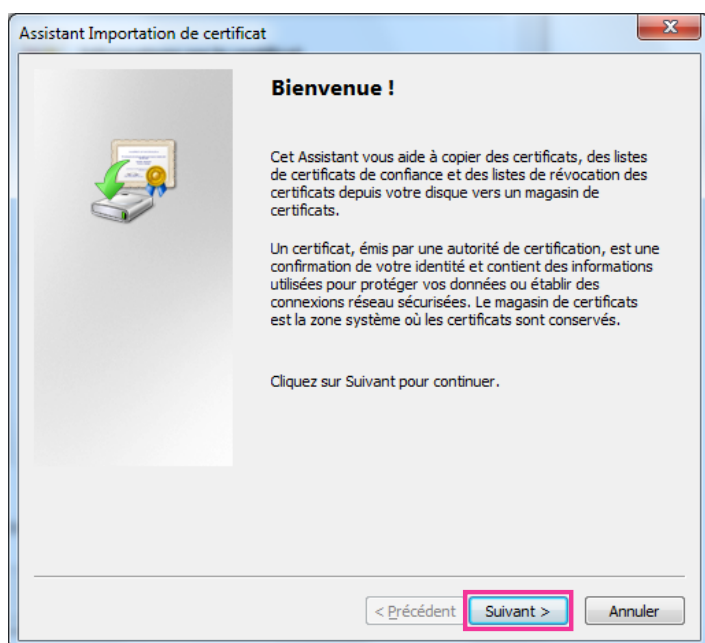 Assistant Importation de certificat
Bienvenue !
Cet Assistant vous aide à copier des certificats, des listes
de certificats de confiance et des listes de révocation des
certificats depuis votre disque vers un magasin de
certificats.
Un certificat, émis par une autorité de certification, est une
confirmation de votre identité et contient des informations
utilisées pour protéger vos données ou établir des
connexions réseau sécurisées. Le magasin de certificats
est la zone système où les certificats sont conservés.
Cliquez sur Suivant pour continuer.
< Précédent Suivant > Annuler